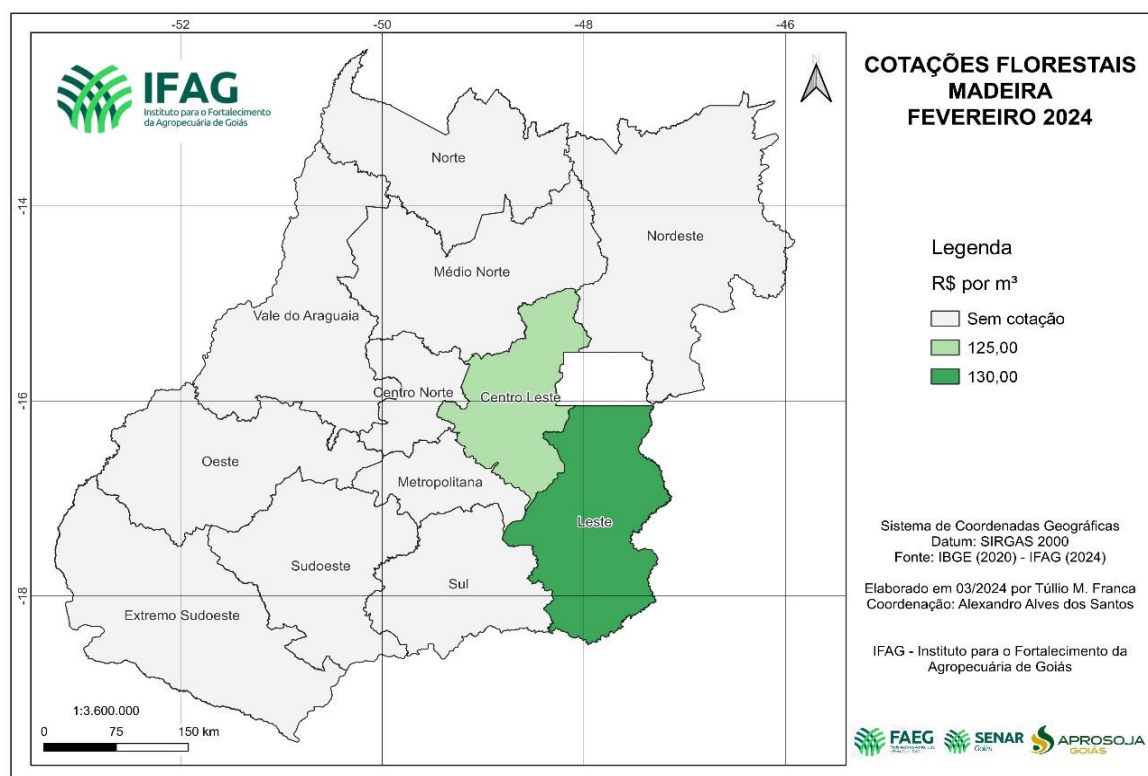 -52
-50
-48
-46
IFAG
Instituto para o Fortalecimento
da Agropecuária de Goiás
N
COTAÇÕES FLORESTAIS
MADEIRA
FEVEREIRO 2024
Norte
-14
Nordeste
Médio Norte
Vale do Araguaia
Legenda
R$ por m³
Sem cotação
125,00
130,00
Centro Norte
Centro Leste
-16
Oeste
Metropolitana
Leste
Sudoeste
Sul
-18
Extremo Sudoeste
Sistema de Coordenadas Geográficas
Datum: SIRGAS 2000
Fonte: IBGE (2020) - IFAG (2024)
Elaborado em 03/2024 por Túllio M. Franca
Coordenação: Alexandro Alves dos Santos
IFAG - Instituto para o Fortalecimento da
Agropecuária de Goiás
1:3.600.000
0 75 150 km
FAEG
SENAR
Goiás
APROSOJA
GOIÁS